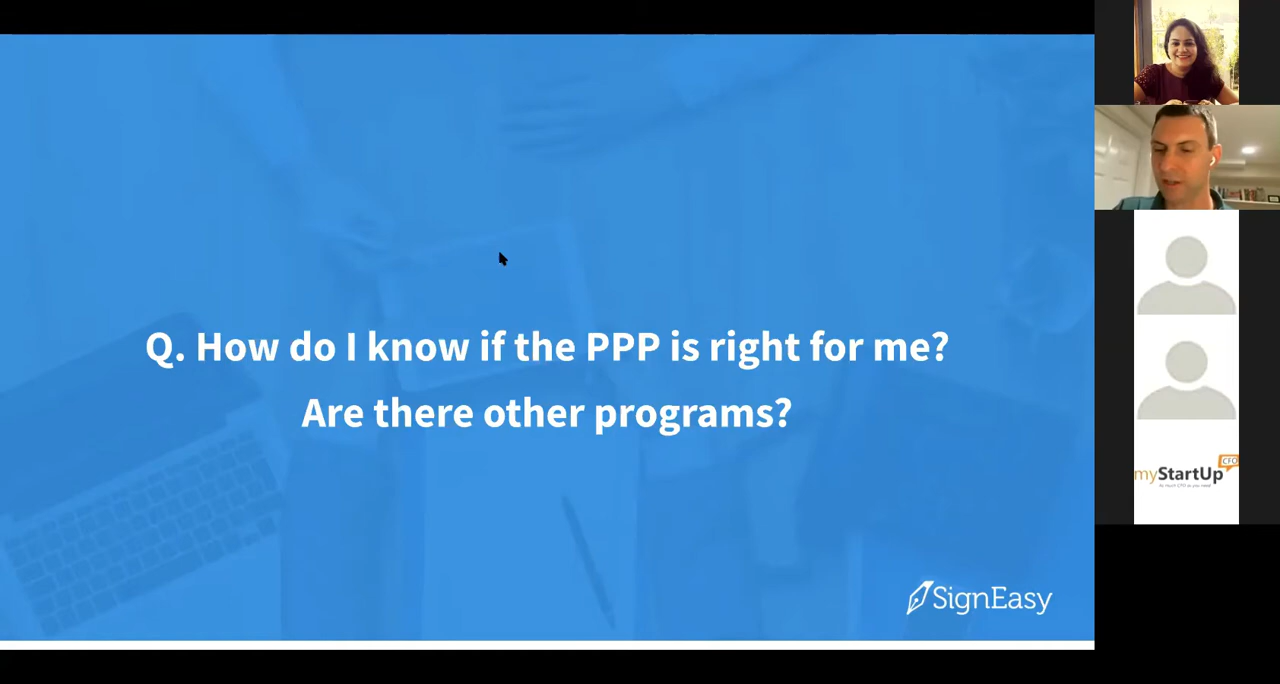 Q. How do I know if the PPP is right for me?
Are there other programs?
SignEasy
CFO
myStartUp